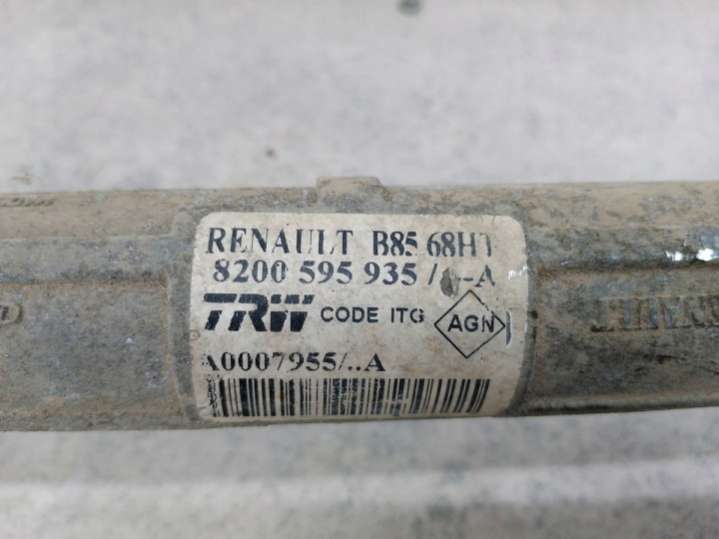 RENAULT B85 68HT
8200 595 935 /
TRW CODE ITG AGN
A0007955/..A